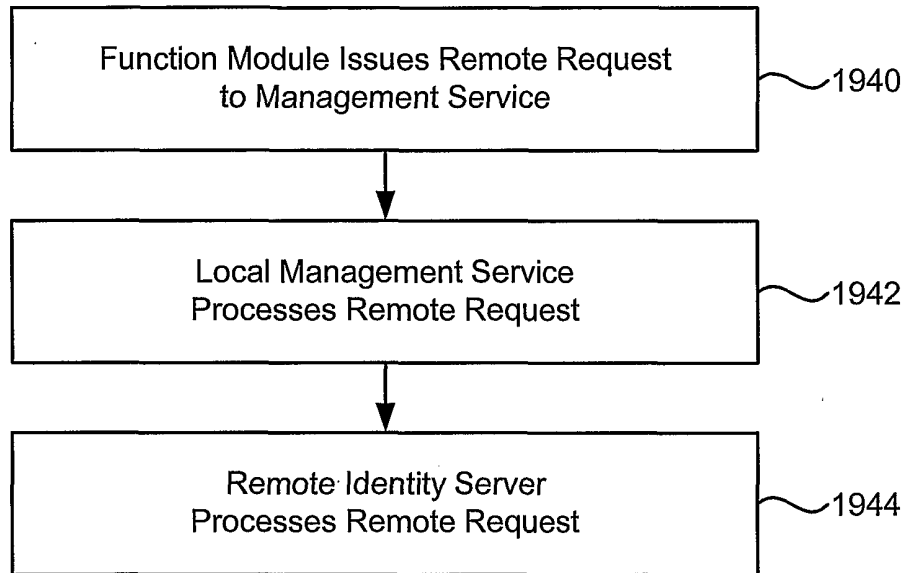 Function Module Issues Remote Request
to Management Service
1940
Local Management Service
Processes Remote Request
1942
Remote Identity Server
Processes Remote Request
1944